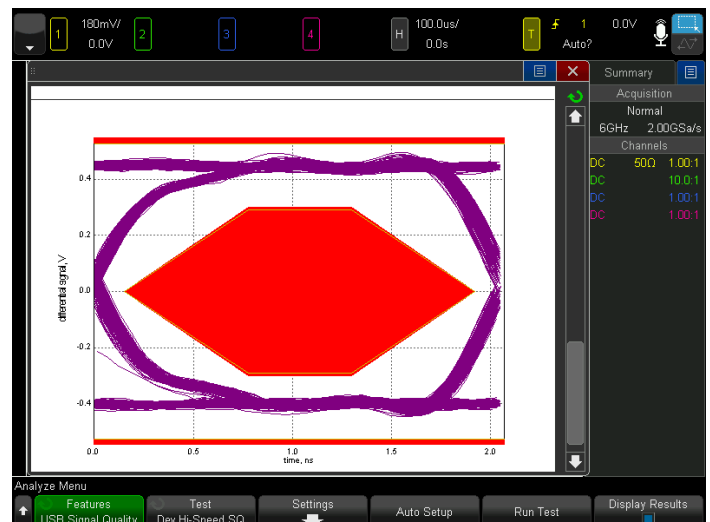 1 180mV/ 2 3 4 H 100.0us/ T 1 0.0V
0.0V 0.0s Auto?
Summary
Acquisition
Normal
6GHz 2.00GSa/s
Channels
DC 50Ω 1.00:1
DC 10.0:1
DC 1.00:1
DC 1.00:1
differential signal, V
0.4
0.2
0.0
-0.2
-0.4
0.0 0.5 1.0 1.5 2.0
time, ns
Analyze Menu
Features Test Settings Auto Setup Run Test Display Results
USB Signal Quality Dev Hi-Speed SQ